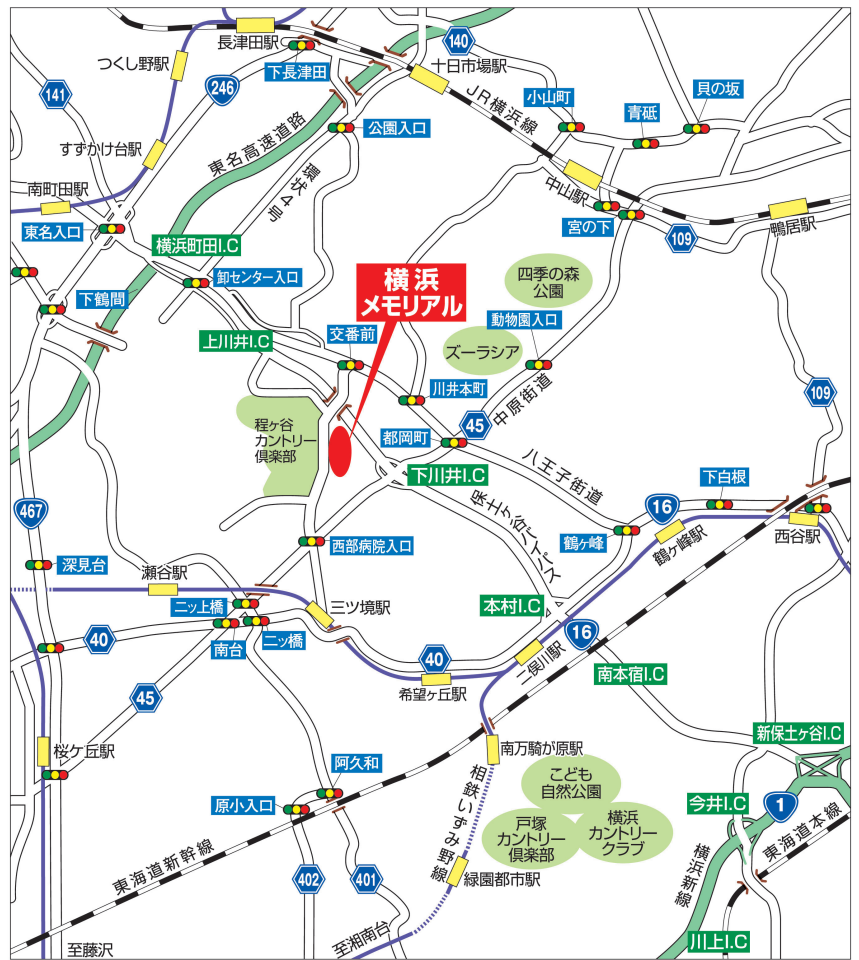 長津田駅
つくし野駅
下長津田
140
十日市場駅
246
141
小山町
貝の坂
青砥
JR横浜線
公園入口
東名高速道路
すずかけ台駅
環状4号
南町田駅
中山駅
宮の下
鴨居駅
東名入口
横浜町田I.C
109
卸センター入口
下鶴間
横浜
メモリアル
四季の森
公園
動物園入口
上川井I.C
交番前
ズーラシア
川井本町
中原街道
109
程ヶ谷
カントリー
倶楽部
都岡町
45
下川井I.C
八王子街道
下白根
保土ヶ谷バイパス
16
467
鶴ヶ峰
鶴ヶ峰駅
西谷駅
西部病院入口
深見台
瀬谷駅
二ッ上橋
三ツ境駅
本村I.C
40
南台
二ッ橋
16
二俣川駅
40
希望ヶ丘駅
南本宿I.C
45
桜ケ丘駅
新保土ヶ谷I.C
南万騎が原駅
阿久和
こども
自然公園
相鉄いずみ野線
原小入口
今井I.C
1
戸塚
カントリー
倶楽部
横浜
カントリー
クラブ
東海道本線
東海道新幹線
横浜新線
402
401
緑園都市駅
至湘南台
川上I.C
至藤沢